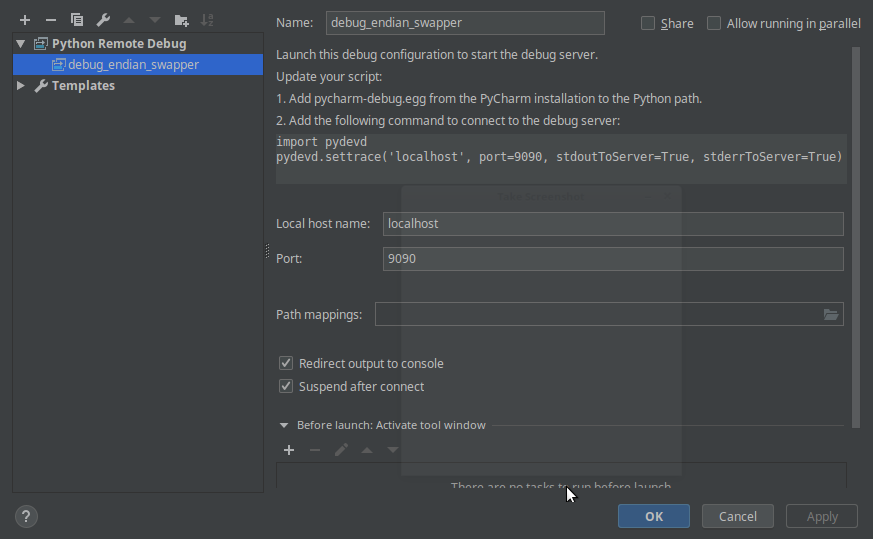 Name: debug_endian_swapper
Share
Allow running in parallel
Python Remote Debug
debug_endian_swapper
Templates
Launch this debug configuration to start the debug server.
Update your script:
1. Add pycharm-debug.egg from the PyCharm installation to the Python path.
2. Add the following command to connect to the debug server:
import pydevd
pydevd.settrace('localhost', port=9090, stdoutToServer=True, stderrToServer=True)
Local host name: localhost
Port: 9090
Path mappings:
Redirect output to console
Suspend after connect
Before launch: Activate tool window
There are no tasks to run before launch
?
OK
Cancel
Apply